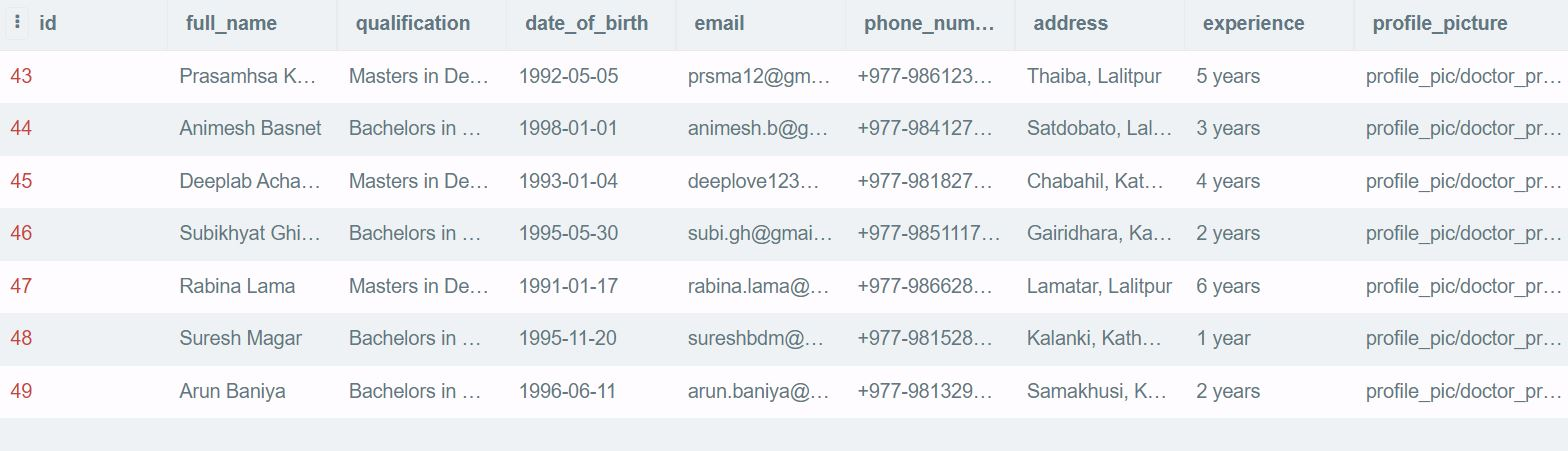 id full_name qualification date_of_birth email phone_num… address experience profile_picture
43 Prasamhsa K… Masters in De… 1992-05-05 prsma12@gm… +977-986123… Thaiba, Lalitpur 5 years profile_pic/doctor_pr…
44 Animesh Basnet Bachelors in … 1998-01-01 animesh.b@g… +977-984127… Satdobato, Lal… 3 years profile_pic/doctor_pr…
45 Deeplab Acha… Masters in De… 1993-01-04 deeplove123… +977-981827… Chabahil, Kat… 4 years profile_pic/doctor_pr…
46 Subikhyat Ghi… Bachelors in … 1995-05-30 subi.gh@gmai… +977-9851117… Gairidhara, Ka… 2 years profile_pic/doctor_pr…
47 Rabina Lama Masters in De… 1991-01-17 rabina.lama@… +977-986628… Lamatar, Lalitpur 6 years profile_pic/doctor_pr…
48 Suresh Magar Bachelors in … 1995-11-20 sureshbdm@… +977-981528… Kalanki, Kath… 1 year profile_pic/doctor_pr…
49 Arun Baniya Bachelors in … 1996-06-11 arun.baniya@… +977-981329… Samakhusi, K… 2 years profile_pic/doctor_pr…